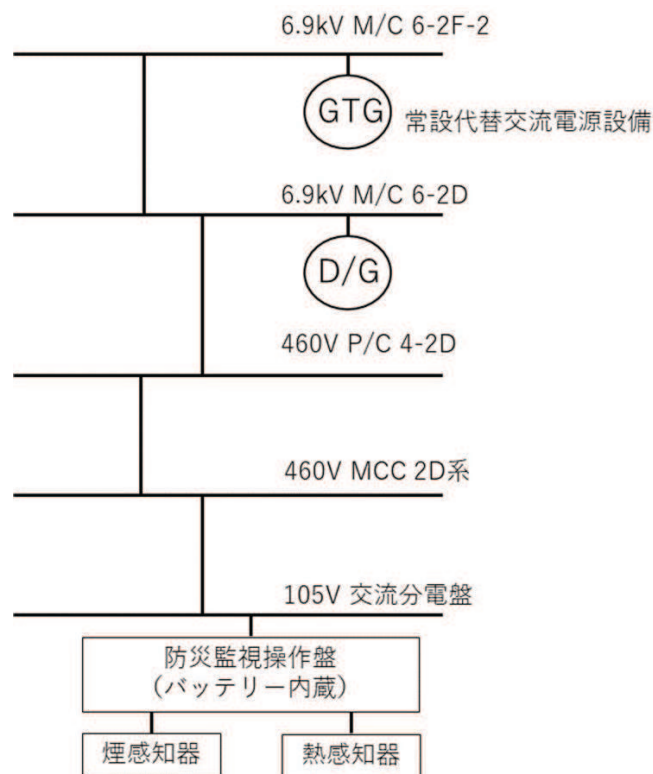 6.9kV M/C 6-2F-2
GTG
常設代替交流電源設備
6.9kV M/C 6-2D
D/G
460V P/C 4-2D
460V MCC 2D系
105V 交流分電盤
防災監視操作盤
（バッテリー内蔵）
煙感知器
熱感知器